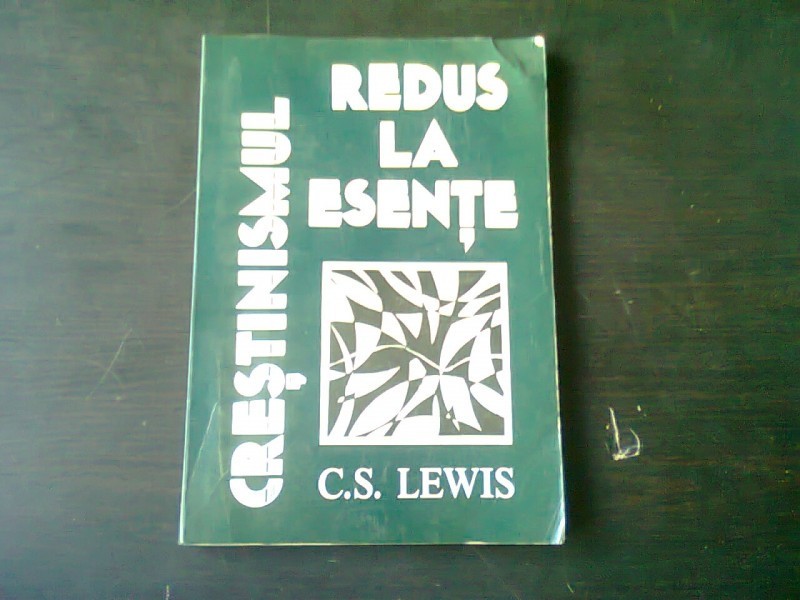 CREȘTINISMUL
REDUS
LA
ESENȚE
C.S. LEWIS